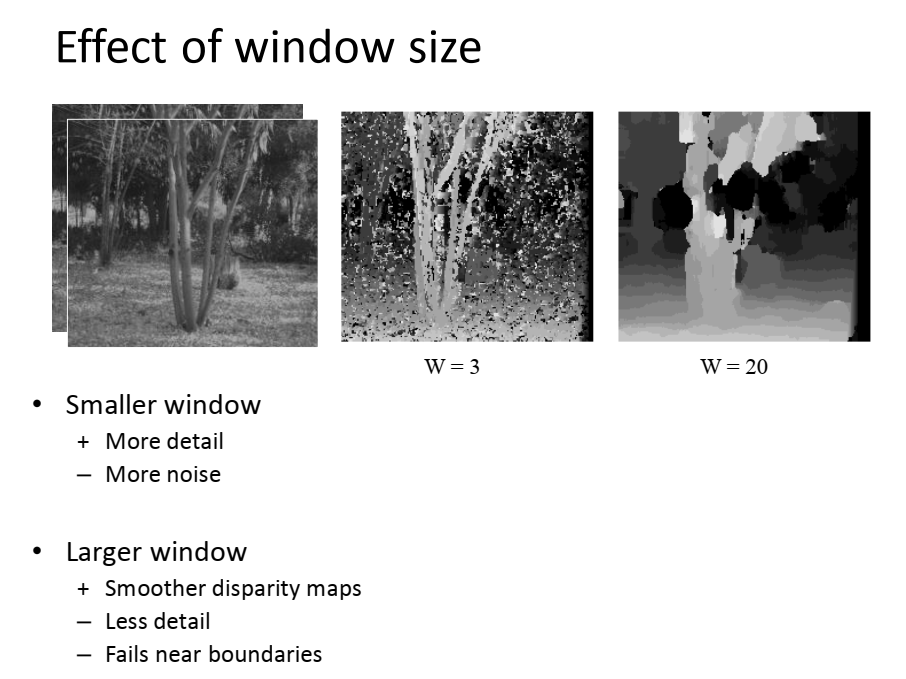 Effect of window size
W = 3
W = 20
• Smaller window
+ More detail
– More noise
• Larger window
+ Smoother disparity maps
– Less detail
– Fails near boundaries